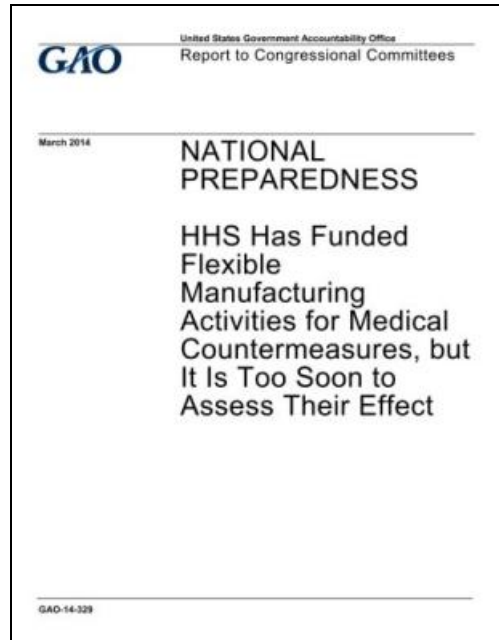 GAO
United States Government Accountability Office
Report to Congressional Committees
March 2014
NATIONAL
PREPAREDNESS
HHS Has Funded
Flexible
Manufacturing
Activities for Medical
Countermeasures, but
It Is Too Soon to
Assess Their Effect
GAO-14-329